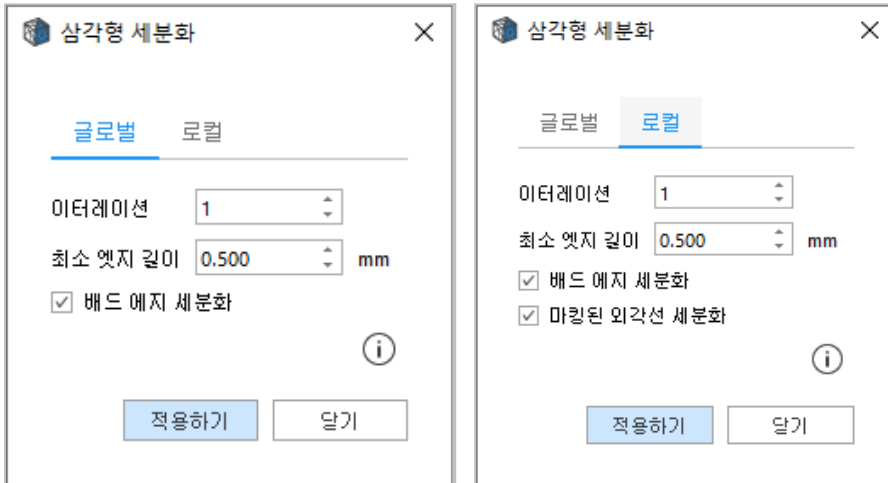 삼각형 세분화
글로벌 로컬
이터레이션 1
최소 엣지 길이 0.500 mm
배드 에지 세분화
적용하기 닫기
삼각형 세분화
글로벌 로컬
이터레이션 1
최소 엣지 길이 0.500 mm
배드 에지 세분화
마킹된 외각선 세분화
적용하기 닫기